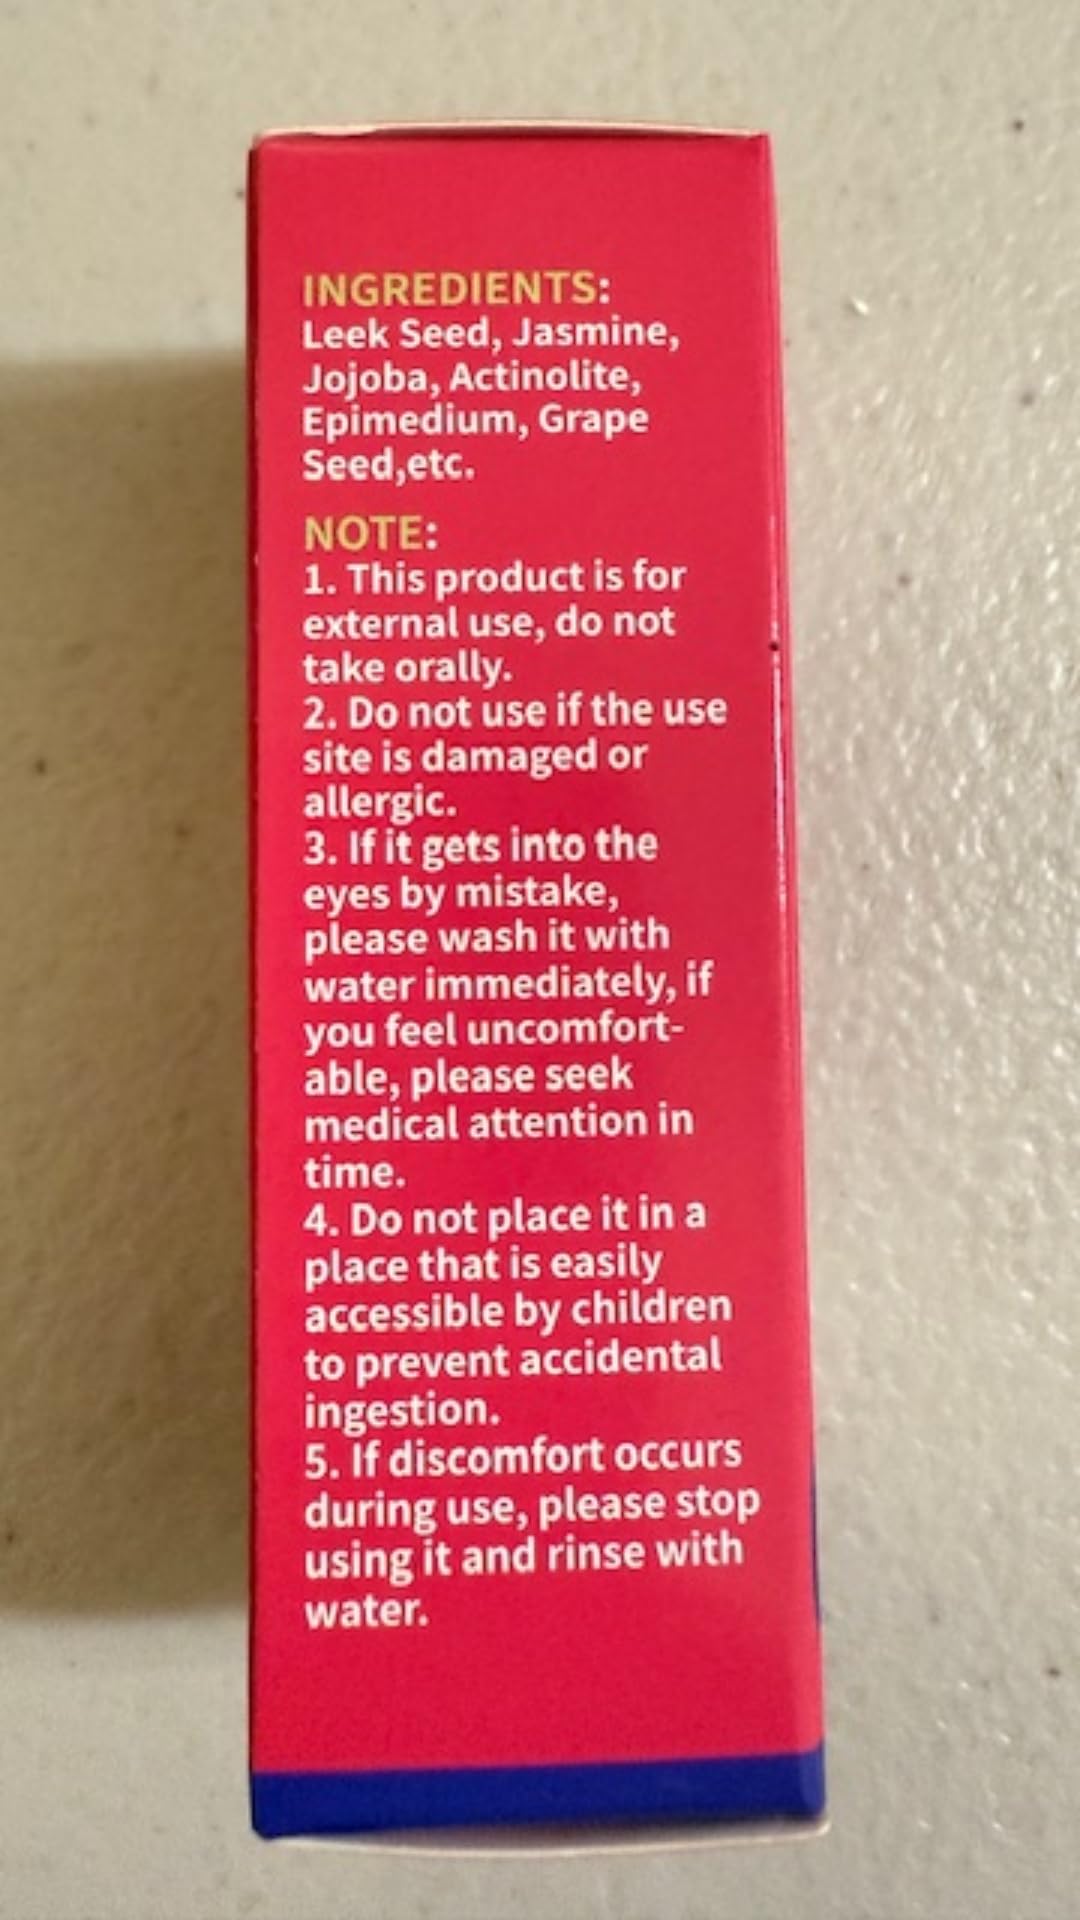 INGREDIENTS:
Leek Seed, Jasmine,
Jojoba, Actinolite,
Epimedium, Grape
Seed,etc.
NOTE:
1. This product is for
external use, do not
take orally.
2. Do not use if the use
site is damaged or
allergic.
3. If it gets into the
eyes by mistake,
please wash it with
water immediately, if
you feel uncomfort-
able, please seek
medical attention in
time.
4. Do not place it in a
place that is easily
accessible by children
to prevent accidental
ingestion.
5. If discomfort occurs
during use, please stop
using it and rinse with
water.